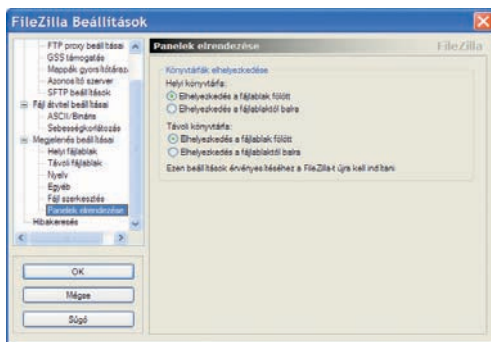 FileZilla Beállítások
FTP proxy beállításai
GSS támogatás
Mappák gyorsítótáraz
Azonosító szerver
SFTP beállítások
Fájl átvitel beállításai
ASCII/Bináris
Sebességkorlátozás
Megjelenés beállításai
Helyi fájlablak
Távoli fájlablak
Nyelv
Egyéb
Fájl szerkesztés
Panelek elrendezése
Hibakeresés
OK
Mégse
Súgó
Panelek elrendezése
FileZilla
Könyvtárfák elhelyezkedése
Helyi könyvtárfa:
Elhelyezkedés a fájlablak fölött
Elhelyezkedés a fájlablaktól balra
Távoli könyvtárfa:
Elhelyezkedés a fájlablak fölött
Elhelyezkedés a fájlablaktól balra
Ezen beállítások érvényesítéséhez a FileZilla-t újra kell indítani